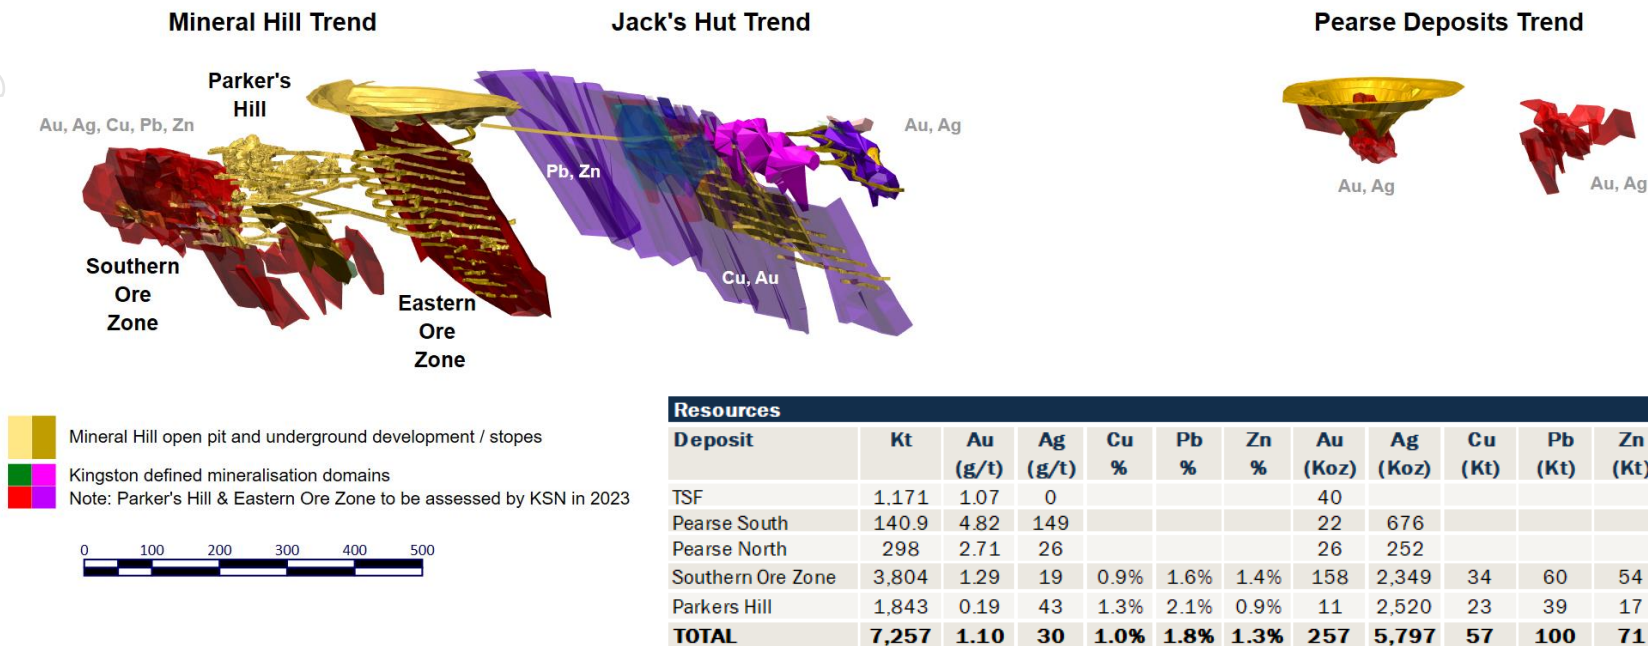 Mineral Hill Trend
Jack's Hut Trend
Pearse Deposits Trend
Parker's
Hill
Au, Ag, Cu, Pb, Zn
Au, Ag
Pb, Zn
Au, Ag
Au, Ag
Southern
Ore
Zone
Cu, Au
Eastern
Ore
Zone
Mineral Hill open pit and underground development / stopes
Kingston defined mineralisation domains
Note: Parker's Hill & Eastern Ore Zone to be assessed by KSN in 2023
0 100 200 300 400 500
Resources
Deposit Kt Au Ag Cu Pb Zn Au Ag Cu Pb Zn
(g/t) (g/t) % % % (Koz) (Koz) (Kt) (Kt) (Kt)
TSF 1,171 1.07 0 40
Pearse South 140.9 4.82 149 22 676
Pearse North 298 2.71 26 26 252
Southern Ore Zone 3,804 1.29 19 0.9% 1.6% 1.4% 158 2,349 34 60 54
Parkers Hill 1,843 0.19 43 1.3% 2.1% 0.9% 11 2,520 23 39 17
TOTAL 7,257 1.10 30 1.0% 1.8% 1.3% 257 5,797 57 100 71